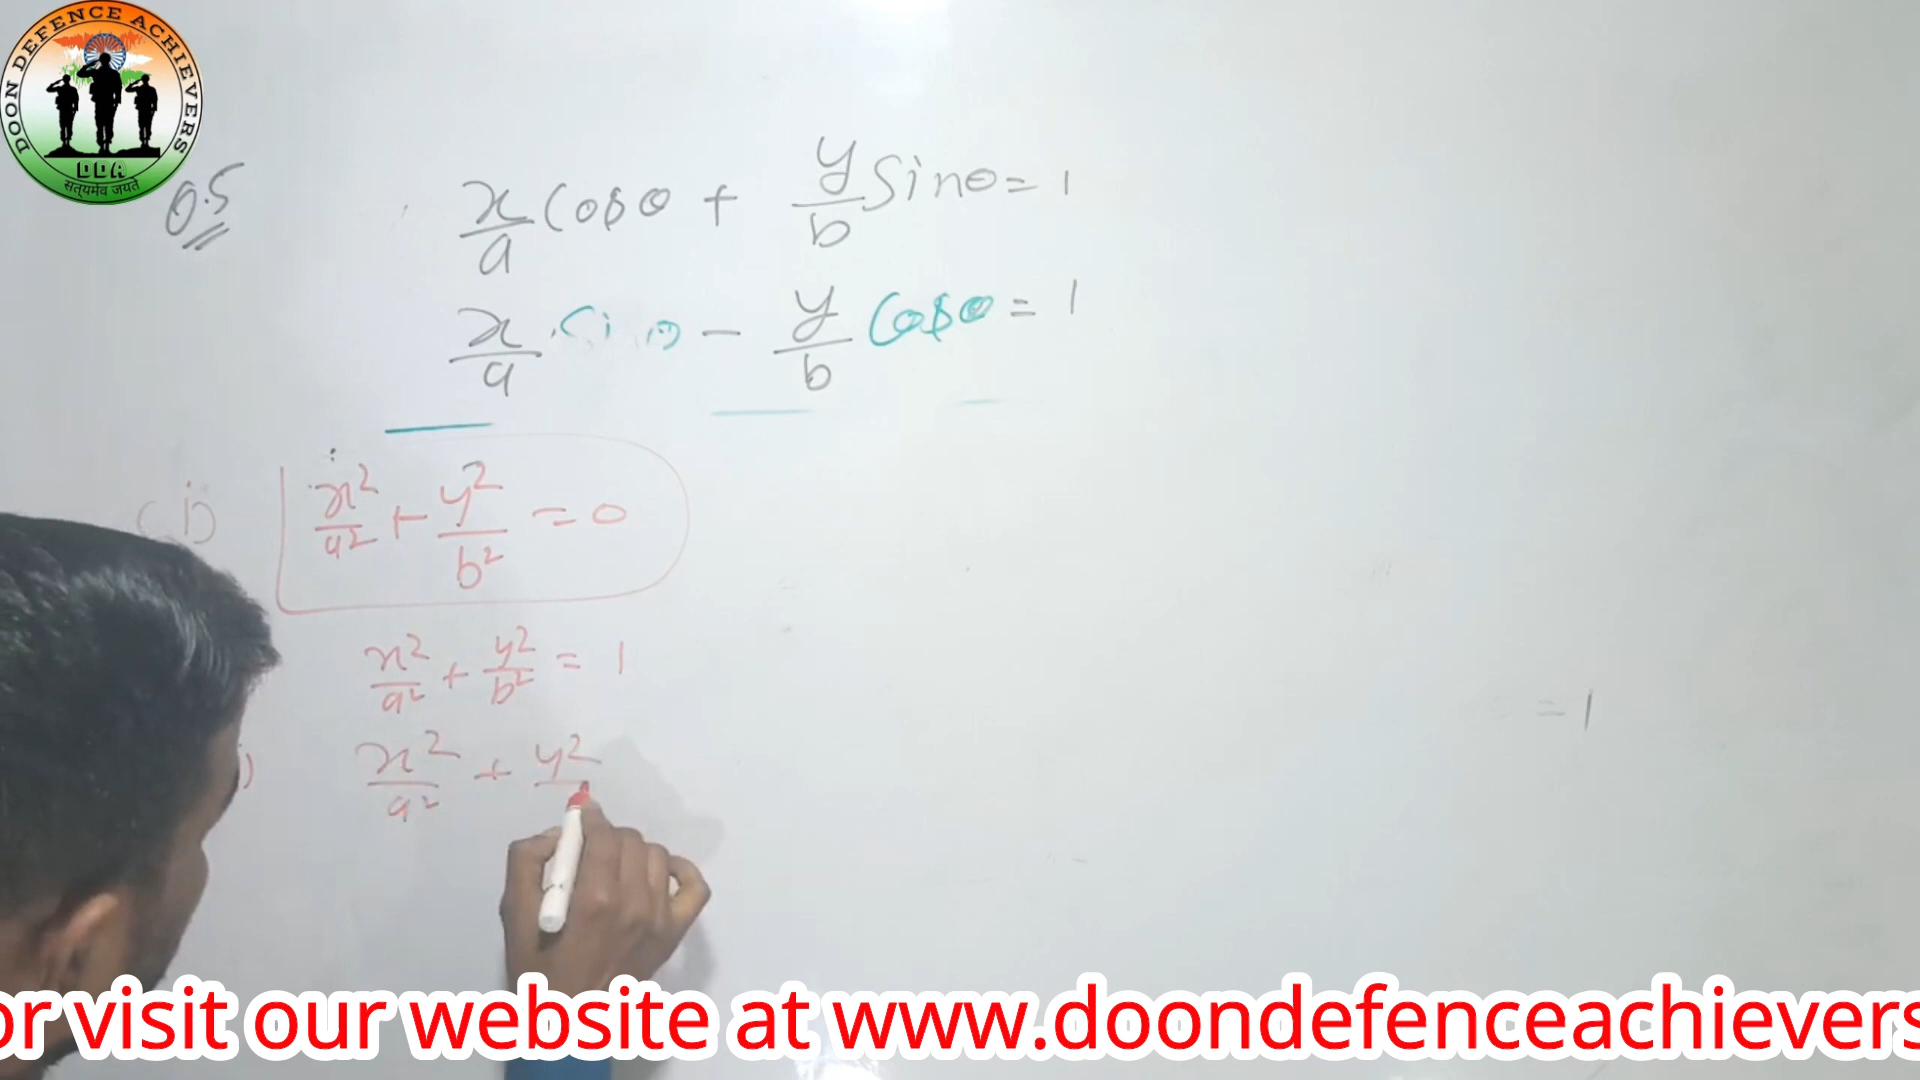 DOON DEFENCE ACHIEVERS
DDA
सत्यमेव जयते
Q.5
x/a Cosθ + y/b Sinθ = 1
x/a Sinθ - y/b Cosθ = 1
(i) x²/a² + y²/b² = 0
x²/a² + y²/b² = 1
x²/a² + y²
= 1
or visit our website at www.doondefenceachievers